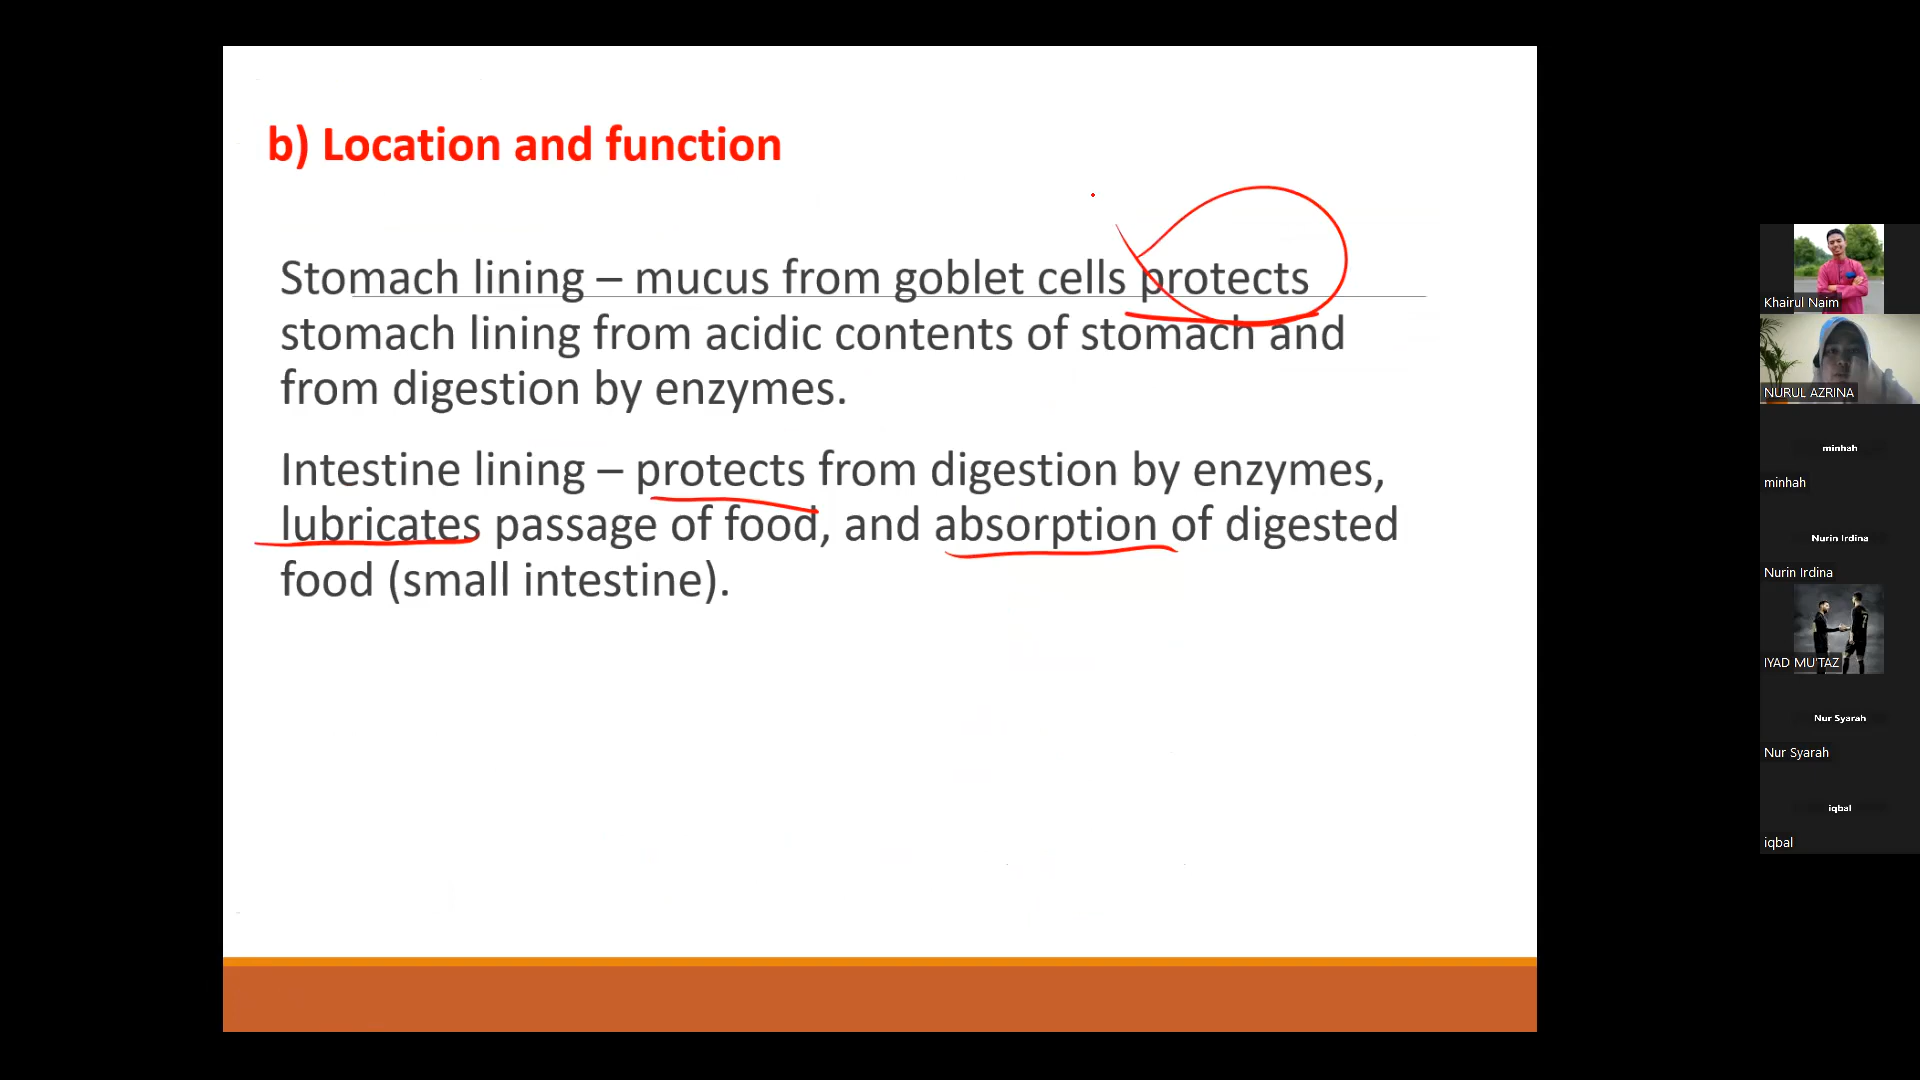 b) Location and function
Stomach lining – mucus from goblet cells protects
stomach lining from acidic contents of stomach and
from digestion by enzymes.
Intestine lining – protects from digestion by enzymes,
lubricates passage of food, and absorption of digested
food (small intestine).
Khairul Naim
NURUL AZRINA
minhah
minhah
Nurin Irdina
Nurin Irdina
7
IYAD MU'TAZ
Nur Syarah
Nur Syarah
iqbal
iqbal